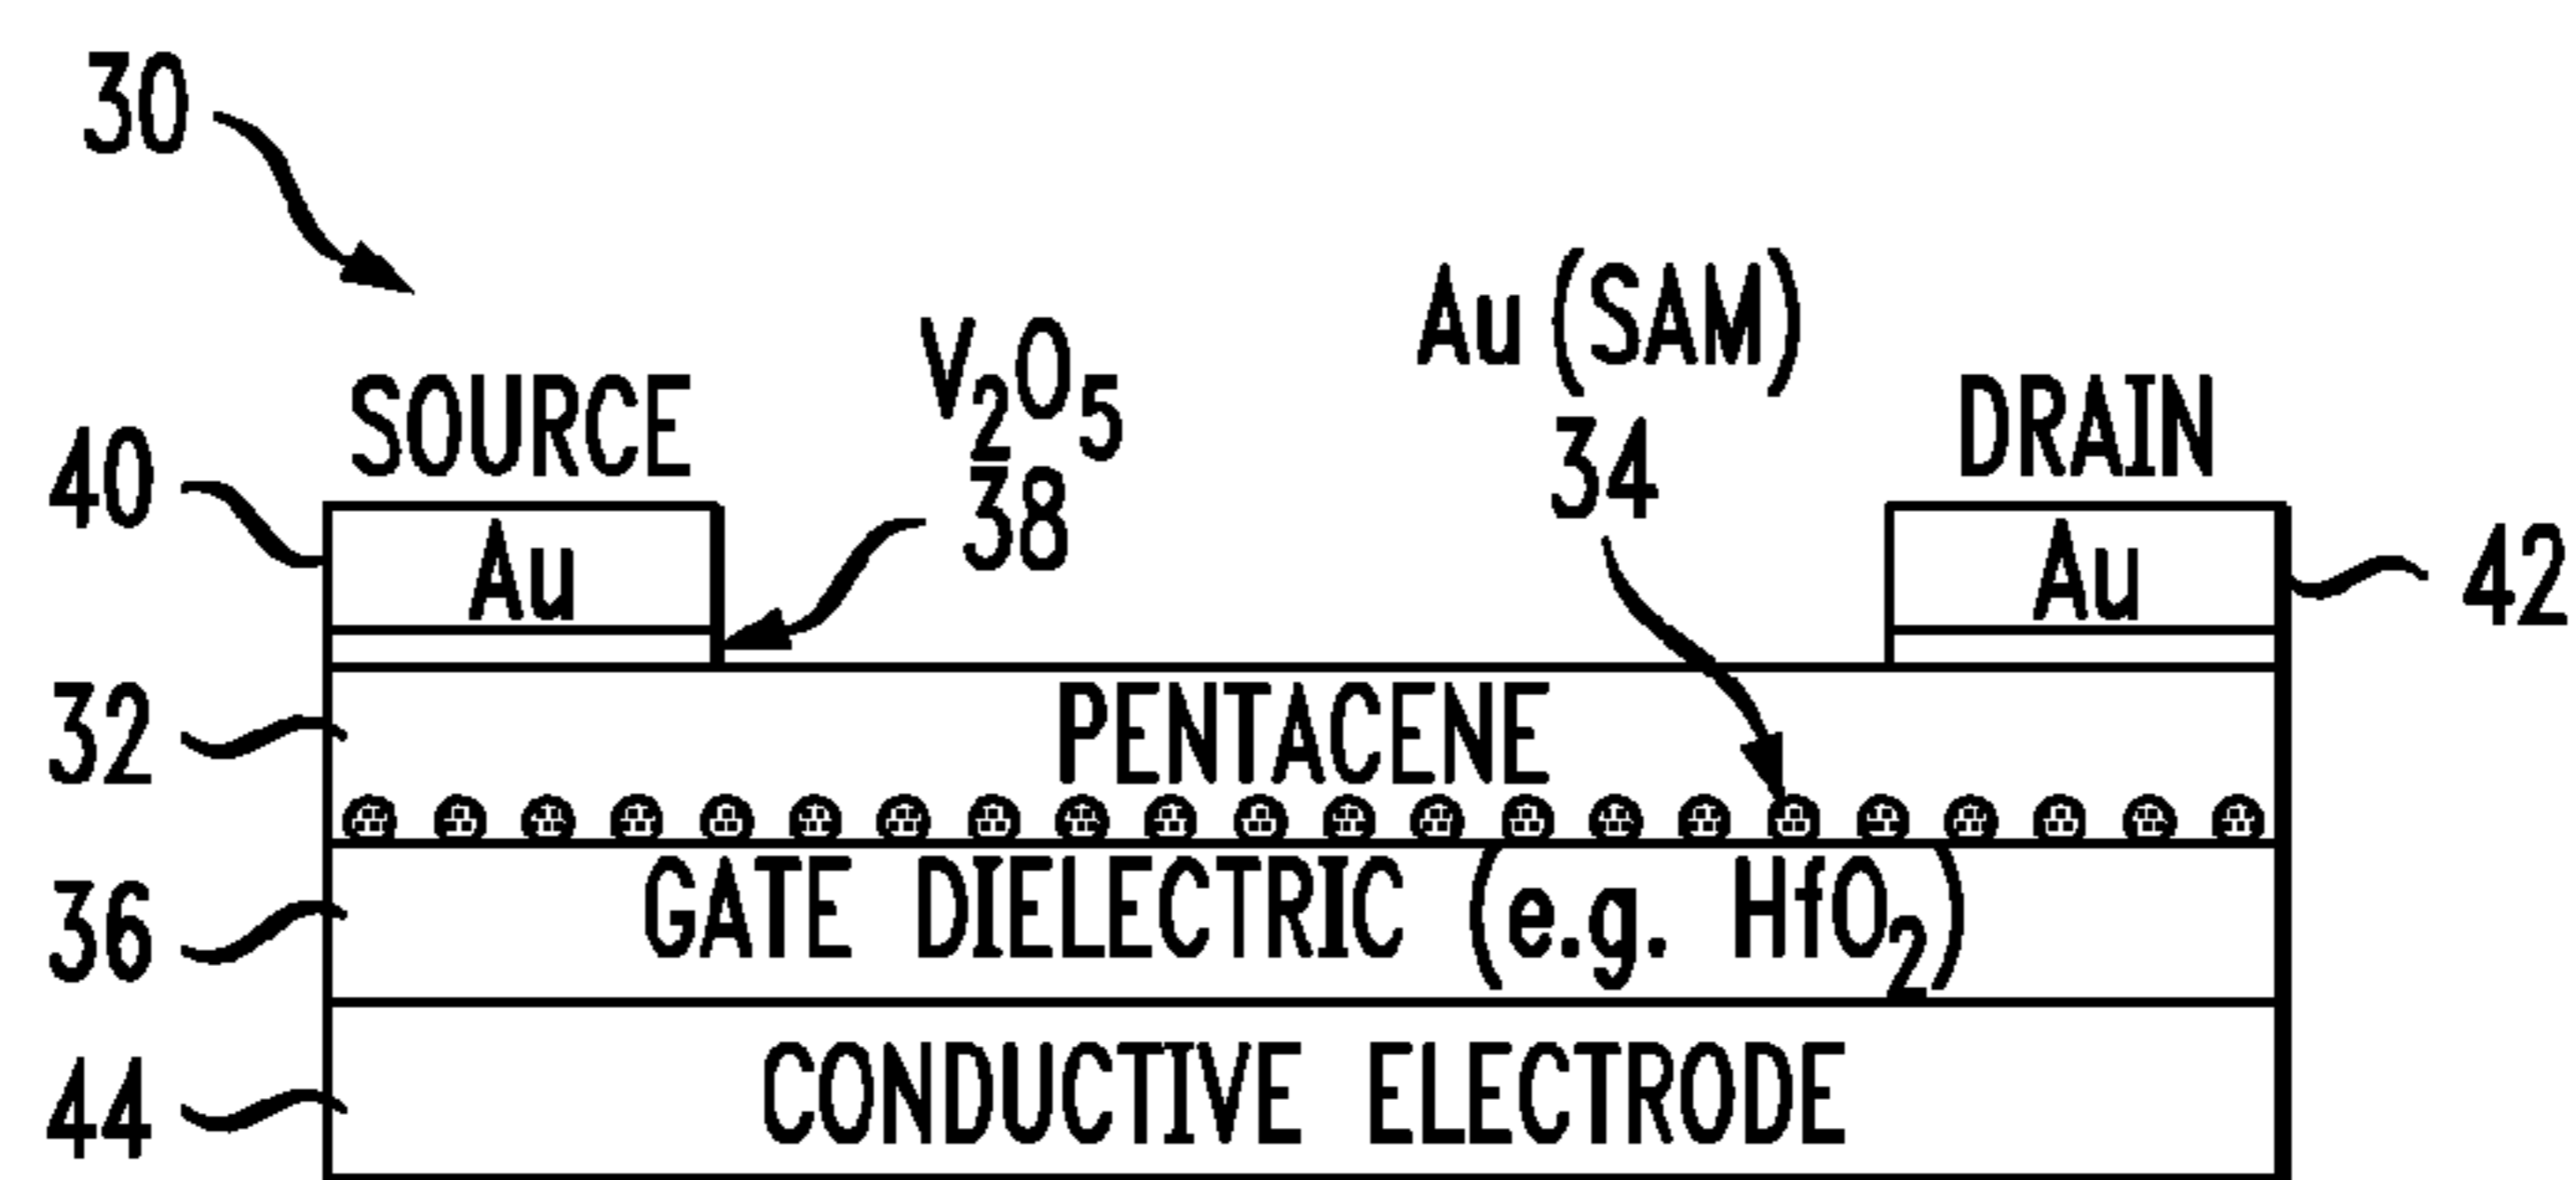 30
Au (SAM)
34
V₂O₅
38
SOURCE
DRAIN
40
Au
Au
42
32
PENTACENE
36
GATE DIELECTRIC (e.g. HfO₂)
44
CONDUCTIVE ELECTRODE